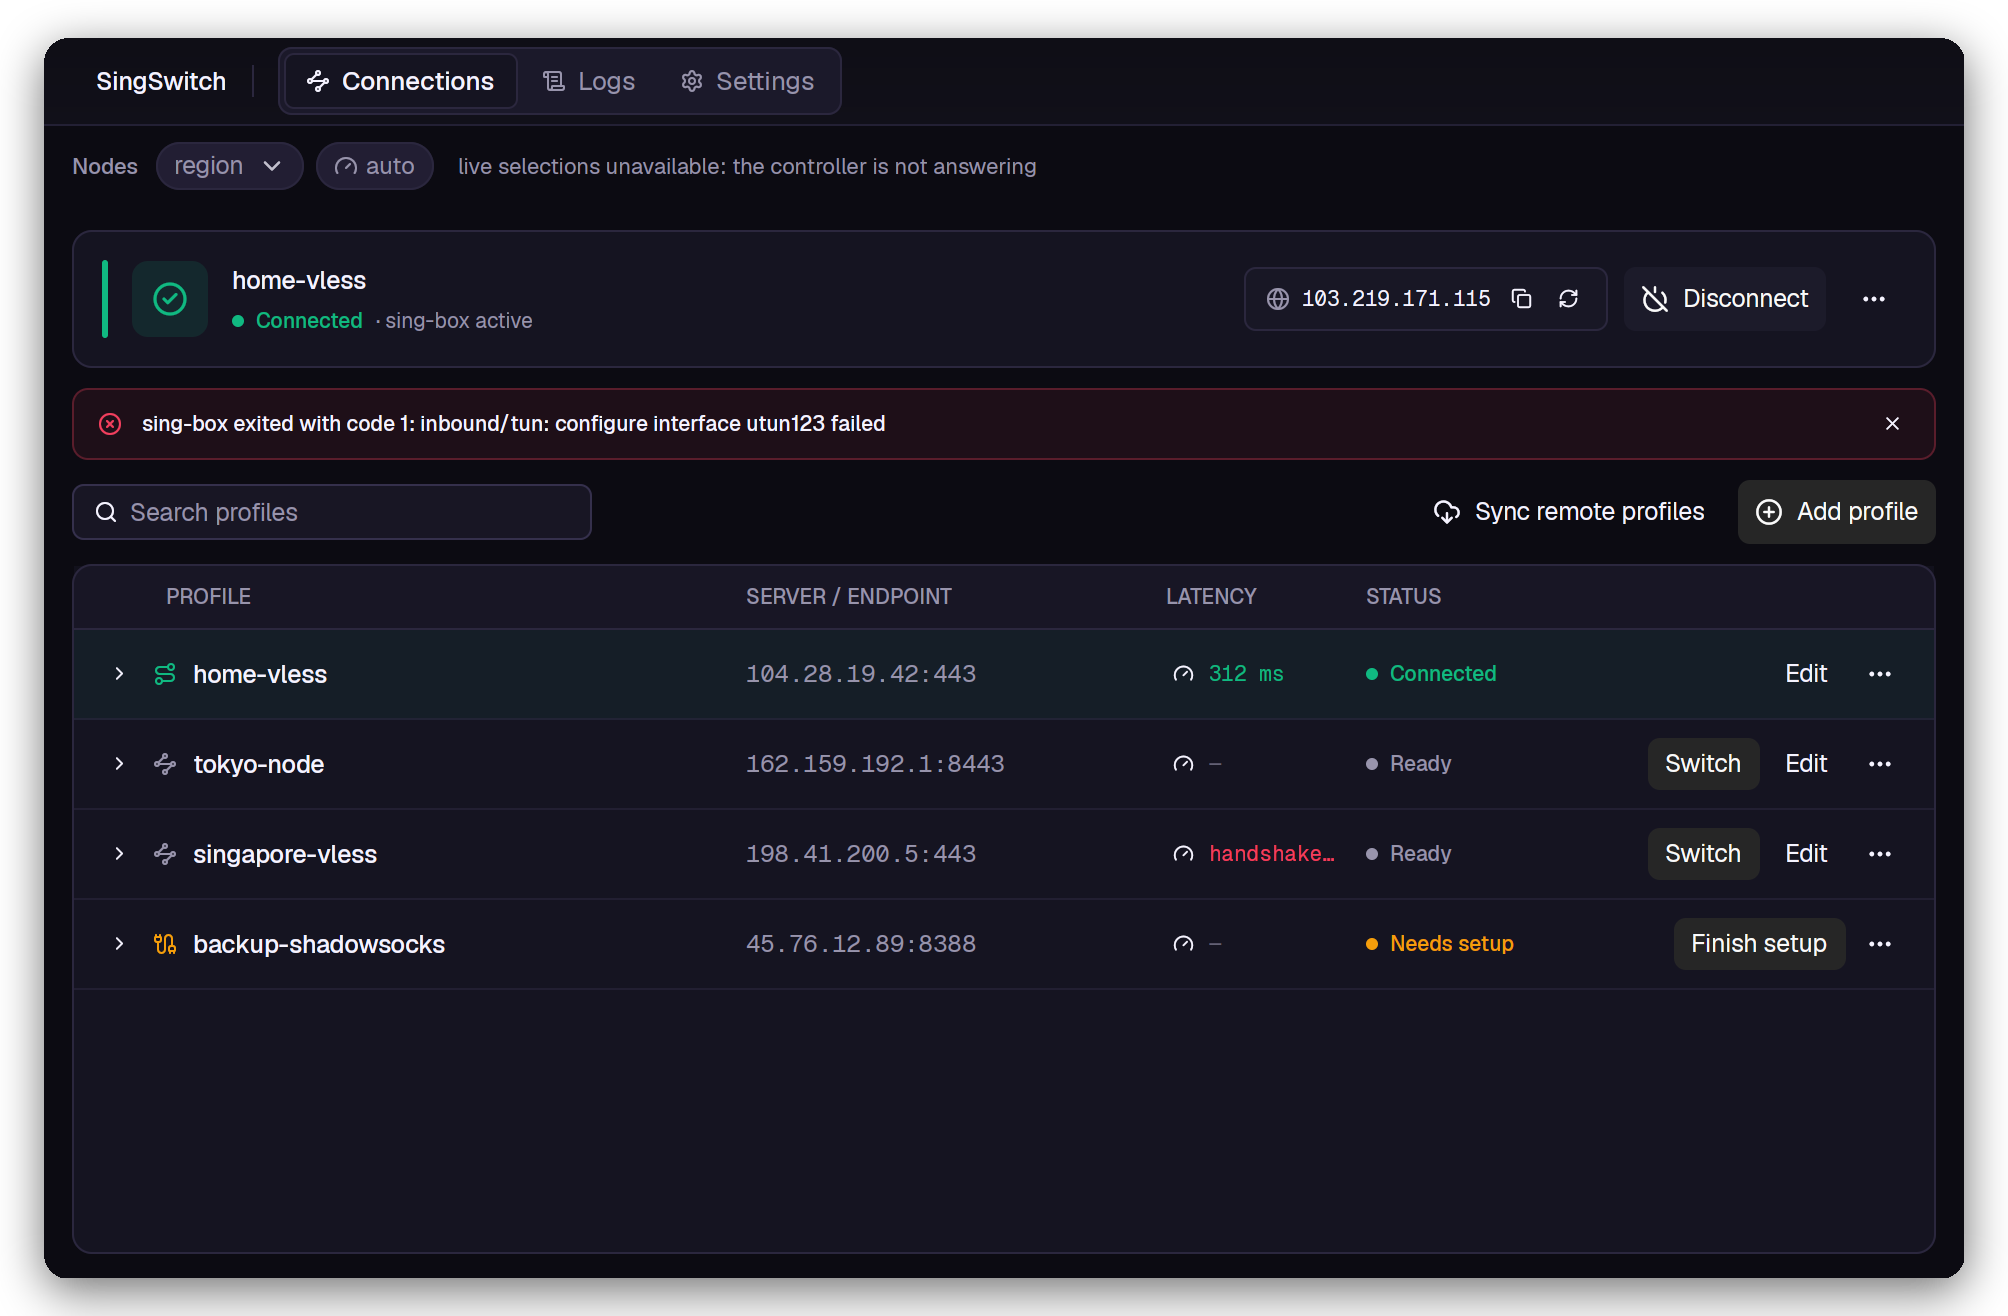 SingSwitch
Connections
Logs
Settings
Nodes
region
auto
live selections unavailable: the controller is not answering
home-vless
Connected · sing-box active
103.219.171.115
Disconnect
sing-box exited with code 1: inbound/tun: configure interface utun123 failed
Search profiles
Sync remote profiles
Add profile
PROFILE SERVER / ENDPOINT LATENCY STATUS
home-vless 104.28.19.42:443 312 ms Connected Edit
tokyo-node 162.159.192.1:8443 – Ready Switch Edit
singapore-vless 198.41.200.5:443 handshake… Ready Switch Edit
backup-shadowsocks 45.76.12.89:8388 – Needs setup Finish setup